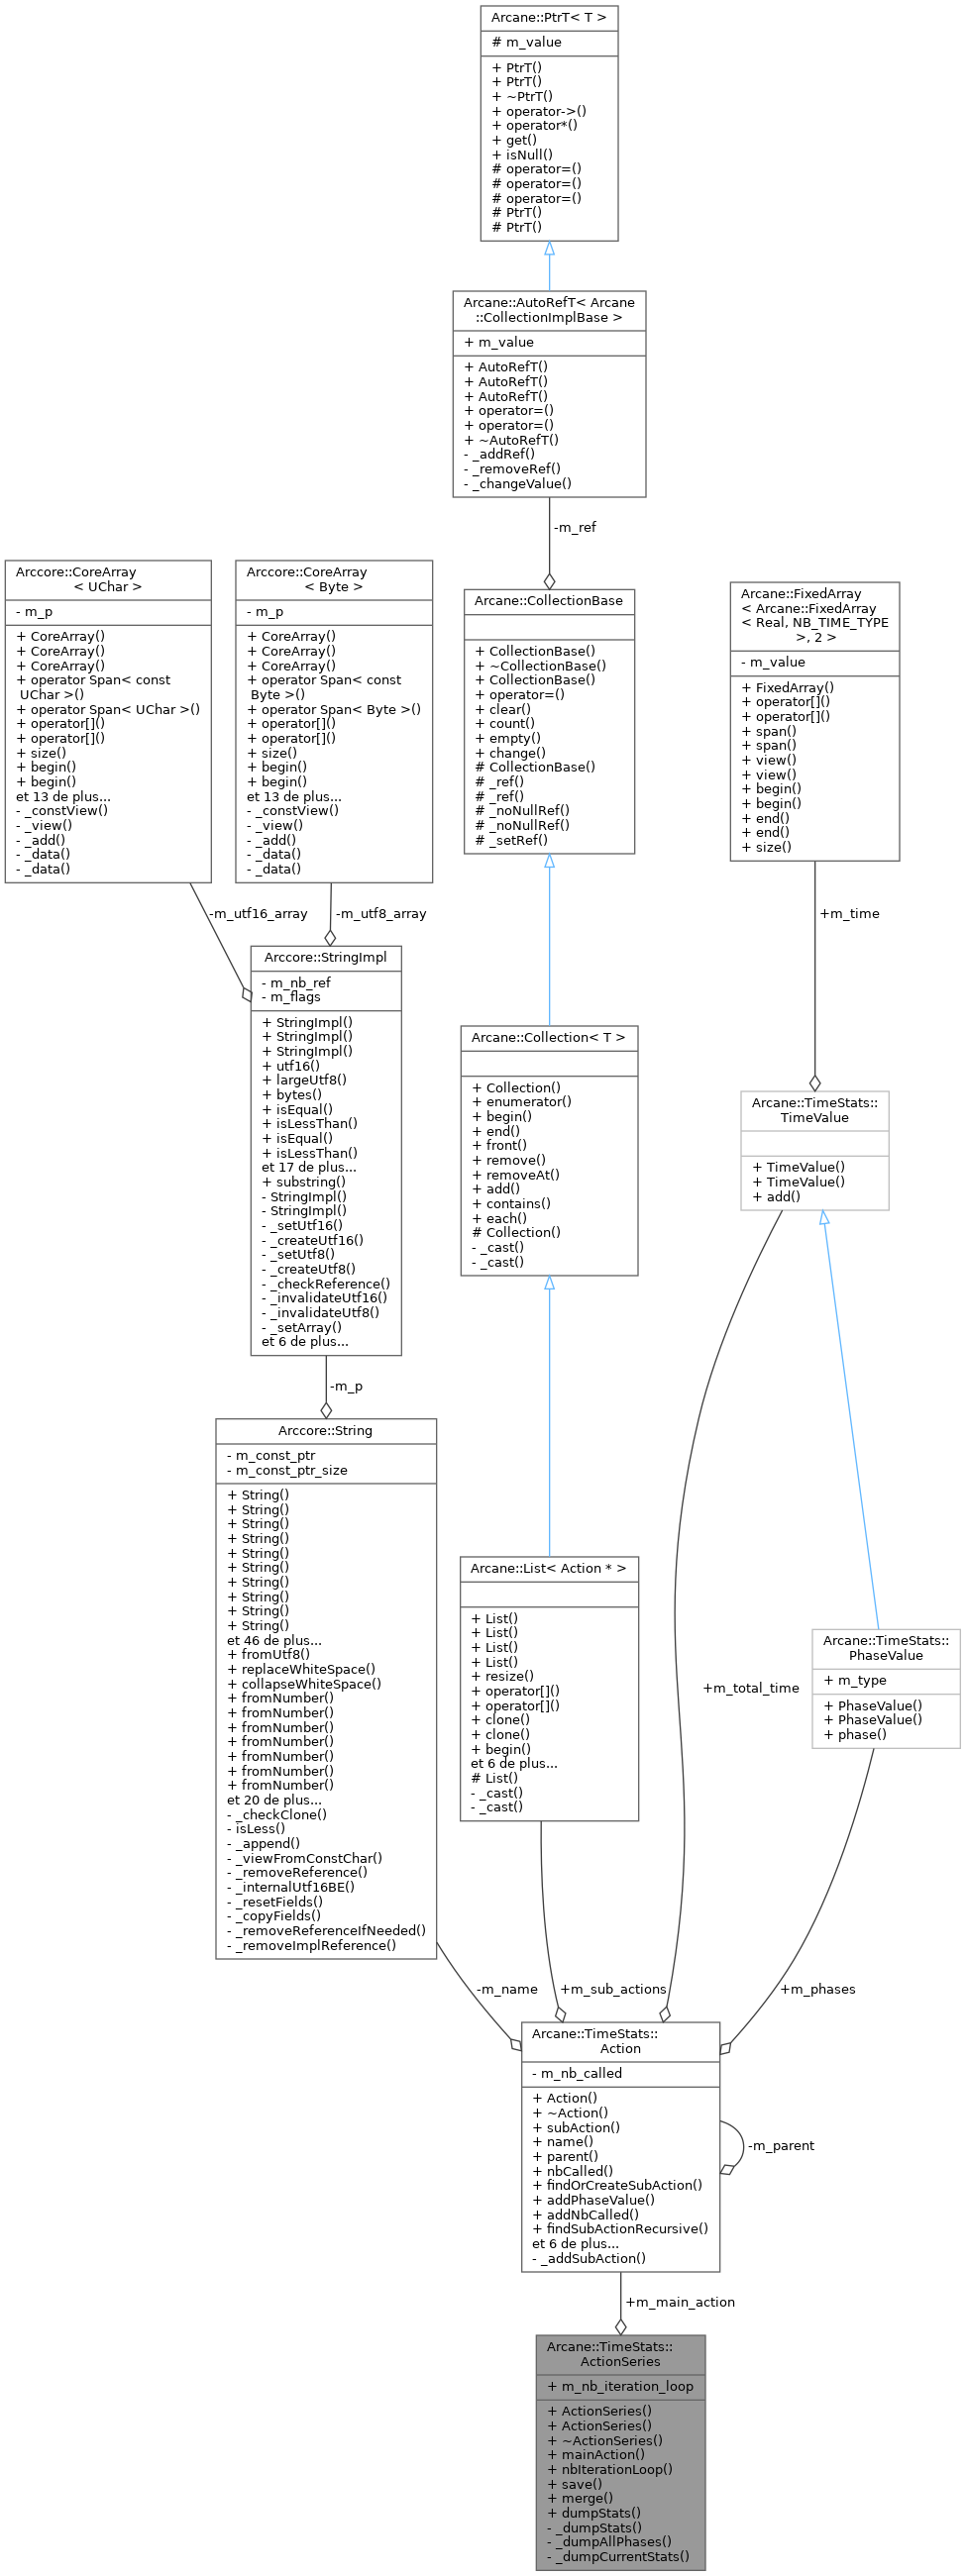 Arcane::PtrT< T >
# m_value
+ PtrT()
+ PtrT()
+ ~PtrT()
+ operator->()
+ operator*()
+ get()
+ isNull()
# operator=()
# operator=()
# operator=()
# PtrT()
# PtrT()
Arcane::AutoRefT< Arcane
::CollectionImplBase >
+ m_value
+ AutoRefT()
+ AutoRefT()
+ AutoRefT()
+ operator=()
+ operator=()
+ ~AutoRefT()
- _addRef()
- _removeRef()
- _changeValue()
-m_ref
Arccore::CoreArray
< UChar >
- m_p
+ CoreArray()
+ CoreArray()
+ CoreArray()
+ operator Span< const
UChar >()
+ operator Span< UChar >()
+ operator[]()
+ operator[]()
+ size()
+ begin()
+ begin()
et 13 de plus...
- _constView()
- _view()
- _add()
- _data()
- _data()
Arccore::CoreArray
< Byte >
- m_p
+ CoreArray()
+ CoreArray()
+ CoreArray()
+ operator Span< const
Byte >()
+ operator Span< Byte >()
+ operator[]()
+ operator[]()
+ size()
+ begin()
+ begin()
et 13 de plus...
- _constView()
- _view()
- _add()
- _data()
- _data()
Arcane::CollectionBase
+ CollectionBase()
+ ~CollectionBase()
+ CollectionBase()
+ operator=()
+ clear()
+ count()
+ empty()
+ change()
# CollectionBase()
# _ref()
# _ref()
# _noNullRef()
# _noNullRef()
# _setRef()
Arcane::FixedArray
< Arcane::FixedArray
< Real, NB_TIME_TYPE
>, 2 >
- m_value
+ FixedArray()
+ operator[]()
+ operator[]()
+ span()
+ span()
+ view()
+ view()
+ begin()
+ begin()
+ end()
+ end()
+ size()
-m_utf16_array
-m_utf8_array
+m_time
Arccore::StringImpl
- m_nb_ref
- m_flags
+ StringImpl()
+ StringImpl()
+ StringImpl()
+ utf16()
+ largeUtf8()
+ bytes()
+ isEqual()
+ isLessThan()
+ isEqual()
+ isLessThan()
et 17 de plus...
+ substring()
- StringImpl()
- StringImpl()
- _setUtf16()
- _createUtf16()
- _setUtf8()
- _createUtf8()
- _checkReference()
- _invalidateUtf16()
- _invalidateUtf8()
- _setArray()
et 6 de plus...
Arcane::Collection< T >
+ Collection()
+ enumerator()
+ begin()
+ end()
+ front()
+ remove()
+ removeAt()
+ add()
+ contains()
+ each()
# Collection()
- _cast()
- _cast()
Arcane::TimeStats::
TimeValue
+ TimeValue()
+ TimeValue()
+ add()
-m_p
Arccore::String
- m_const_ptr
- m_const_ptr_size
+ String()
+ String()
+ String()
+ String()
+ String()
+ String()
+ String()
+ String()
+ String()
+ String()
et 46 de plus...
+ fromUtf8()
+ replaceWhiteSpace()
+ collapseWhiteSpace()
+ fromNumber()
+ fromNumber()
+ fromNumber()
+ fromNumber()
+ fromNumber()
+ fromNumber()
+ fromNumber()
et 20 de plus...
- _checkClone()
- isLess()
- _append()
- _viewFromConstChar()
- _removeReference()
- _internalUtf16BE()
- _resetFields()
- _copyFields()
- _removeReferenceIfNeeded()
- _removeImplReference()
Arcane::List< Action * >
+ List()
+ List()
+ List()
+ List()
+ resize()
+ operator[]()
+ operator[]()
+ clone()
+ clone()
+ begin()
et 6 de plus...
# List()
- _cast()
- _cast()
+m_total_time
Arcane::TimeStats::
PhaseValue
+ m_type
+ PhaseValue()
+ PhaseValue()
+ phase()
-m_name
+m_sub_actions
+m_phases
Arcane::TimeStats::
Action
- m_nb_called
+ Action()
+ ~Action()
+ subAction()
+ name()
+ parent()
+ nbCalled()
+ findOrCreateSubAction()
+ addPhaseValue()
+ addNbCalled()
+ findSubActionRecursive()
et 6 de plus...
- _addSubAction()
-m_parent
+m_main_action
Arcane::TimeStats::
ActionSeries
+ m_nb_iteration_loop
+ ActionSeries()
+ ActionSeries()
+ ~ActionSeries()
+ mainAction()
+ nbIterationLoop()
+ save()
+ merge()
+ dumpStats()
- _dumpStats()
- _dumpAllPhases()
- _dumpCurrentStats()